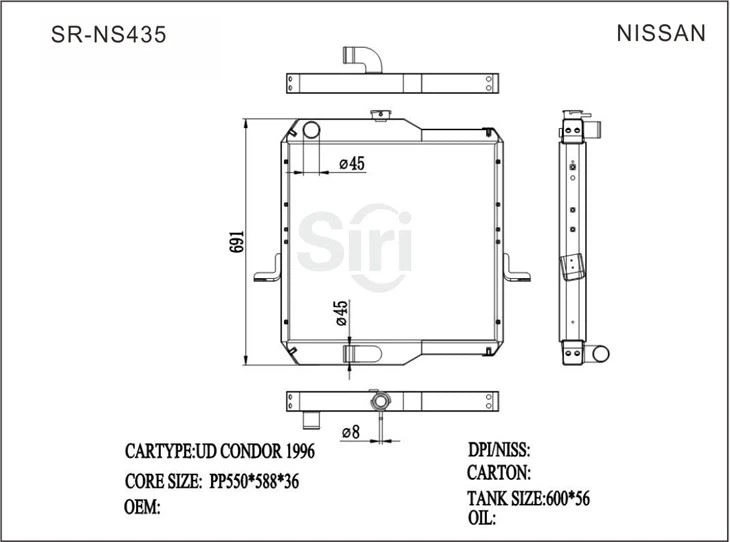 SR-NS435
NISSAN
ø45
691
Siri
ø45
ø8
CARTYPE:UD CONDOR 1996
DPI/NISS:
CORE SIZE: PP550*588*36
CARTON:
OEM:
TANK SIZE:600*56
OIL: